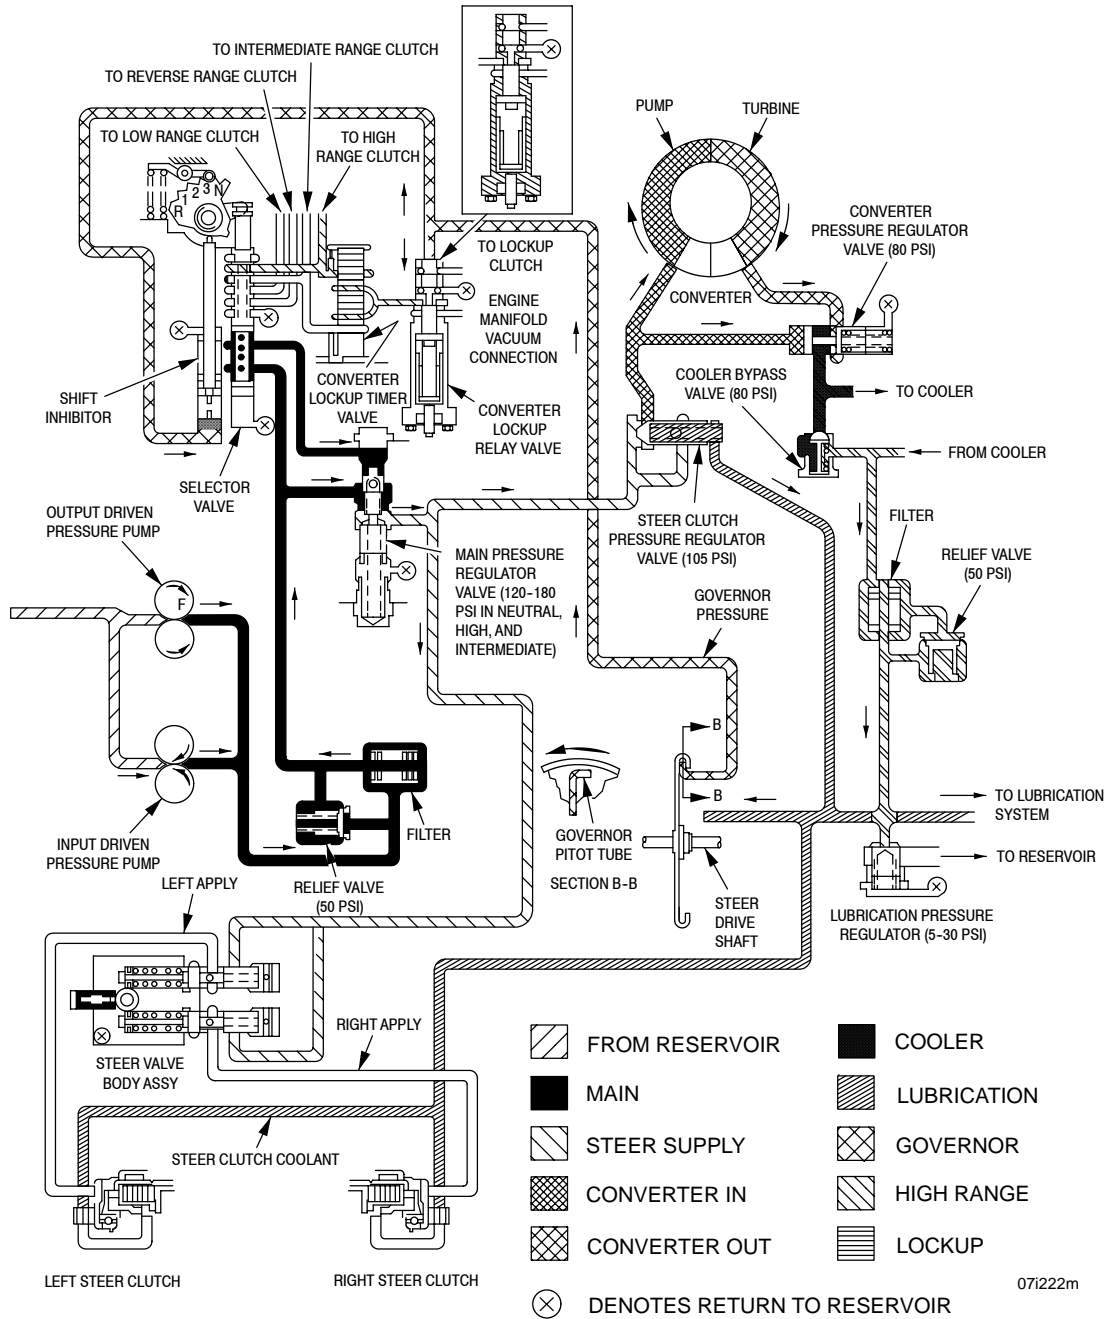 TO INTERMEDIATE RANGE CLUTCH
TO REVERSE RANGE CLUTCH
TO LOW RANGE CLUTCH
TO HIGH
RANGE CLUTCH
R
1
2
3
N
PUMP
TURBINE
CONVERTER
PRESSURE REGULATOR
VALVE (80 PSI)
TO LOCKUP
CLUTCH
ENGINE
MANIFOLD
VACUUM
CONNECTION
CONVERTER
SHIFT
INHIBITOR
CONVERTER
LOCKUP TIMER
VALVE
CONVERTER
LOCKUP
RELAY VALVE
COOLER BYPASS
VALVE (80 PSI)
TO COOLER
FROM COOLER
SELECTOR
VALVE
OUTPUT DRIVEN
PRESSURE PUMP
STEER CLUTCH
PRESSURE REGULATOR
VALVE (105 PSI)
FILTER
RELIEF VALVE
(50 PSI)
MAIN PRESSURE
REGULATOR
VALVE (120-180
PSI IN NEUTRAL,
HIGH, AND
INTERMEDIATE)
GOVERNOR
PRESSURE
F
B
B
INPUT DRIVEN
PRESSURE PUMP
FILTER
GOVERNOR
PITOT TUBE
SECTION B-B
TO LUBRICATION
SYSTEM
TO RESERVOIR
LEFT APPLY
RELIEF VALVE
(50 PSI)
STEER
DRIVE
SHAFT
LUBRICATION PRESSURE
REGULATOR (5-30 PSI)
RIGHT APPLY
STEER VALVE
BODY ASSY
STEER CLUTCH COOLANT
LEFT STEER CLUTCH
RIGHT STEER CLUTCH
FROM RESERVOIR
COOLER
MAIN
LUBRICATION
STEER SUPPLY
GOVERNOR
CONVERTER IN
HIGH RANGE
CONVERTER OUT
LOCKUP
DENOTES RETURN TO RESERVOIR
07i222m